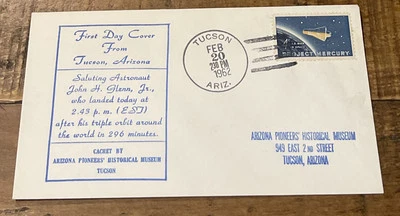 First Day Cover
From
Tucson, Arizona
Saluting Astronaut
John H. Glenn, Jr.,
who landed today at
2.43 p. m. (EST)
after his triple orbit around
the world in 296 minutes.
CACHET BY
ARIZONA PIONEERS' HISTORICAL MUSEUM
TUCSON
TUCSON
FEB
20
230 PM
1962
ARIZ.
PROJECT MERCURY
ARIZONA PIONEERS' HISTORICAL MUSEUM
949 EAST 2ND STREET
TUCSON, ARIZONA